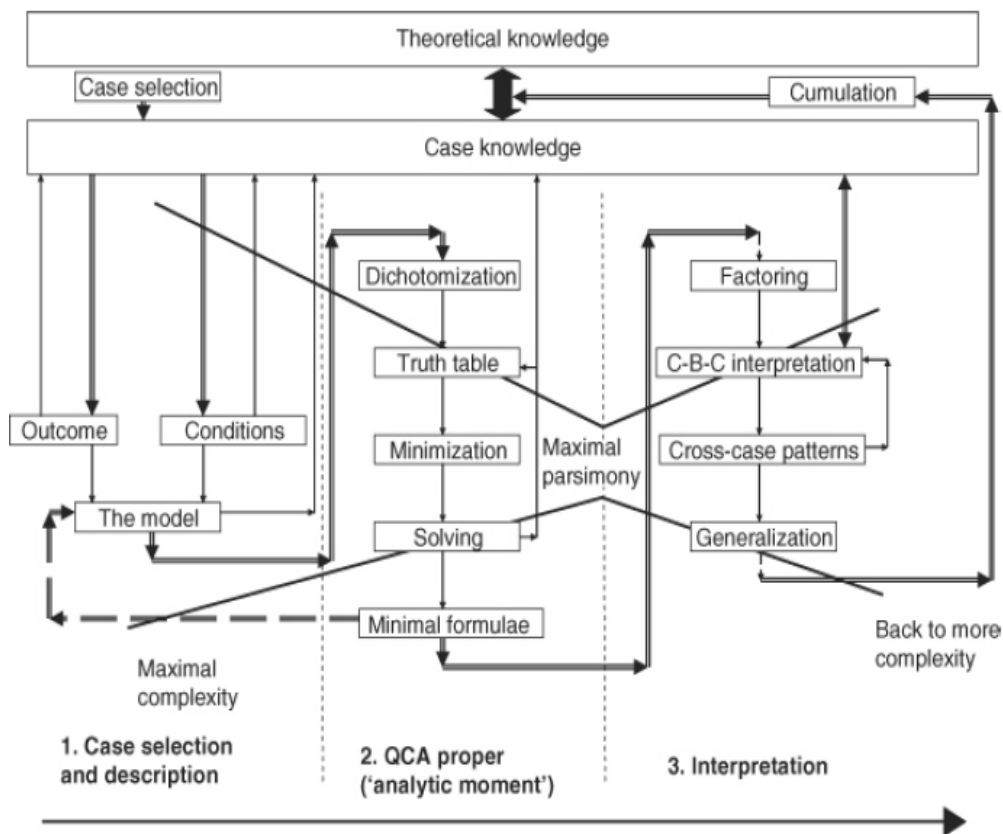 Theoretical knowledge
Case selection
Cumulation
Case knowledge
Dichotomization
Factoring
Truth table
C-B-C interpretation
Outcome
Conditions
Minimization
Maximal
parsimony
Cross-case patterns
The model
Solving
Generalization
Minimal formulae
Back to more
complexity
Maximal
complexity
1. Case selection
and description
2. QCA proper
('analytic moment')
3. Interpretation